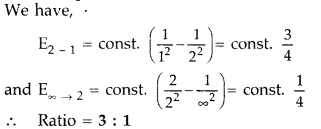 We have, ·
E₂ ₋ ₁ = const. (1/1² − 1/2²) = const. 3/4
and E∞ → ₂ = const. (2/2² − 1/∞²) = const. 1/4
∴ Ratio = 3 : 1